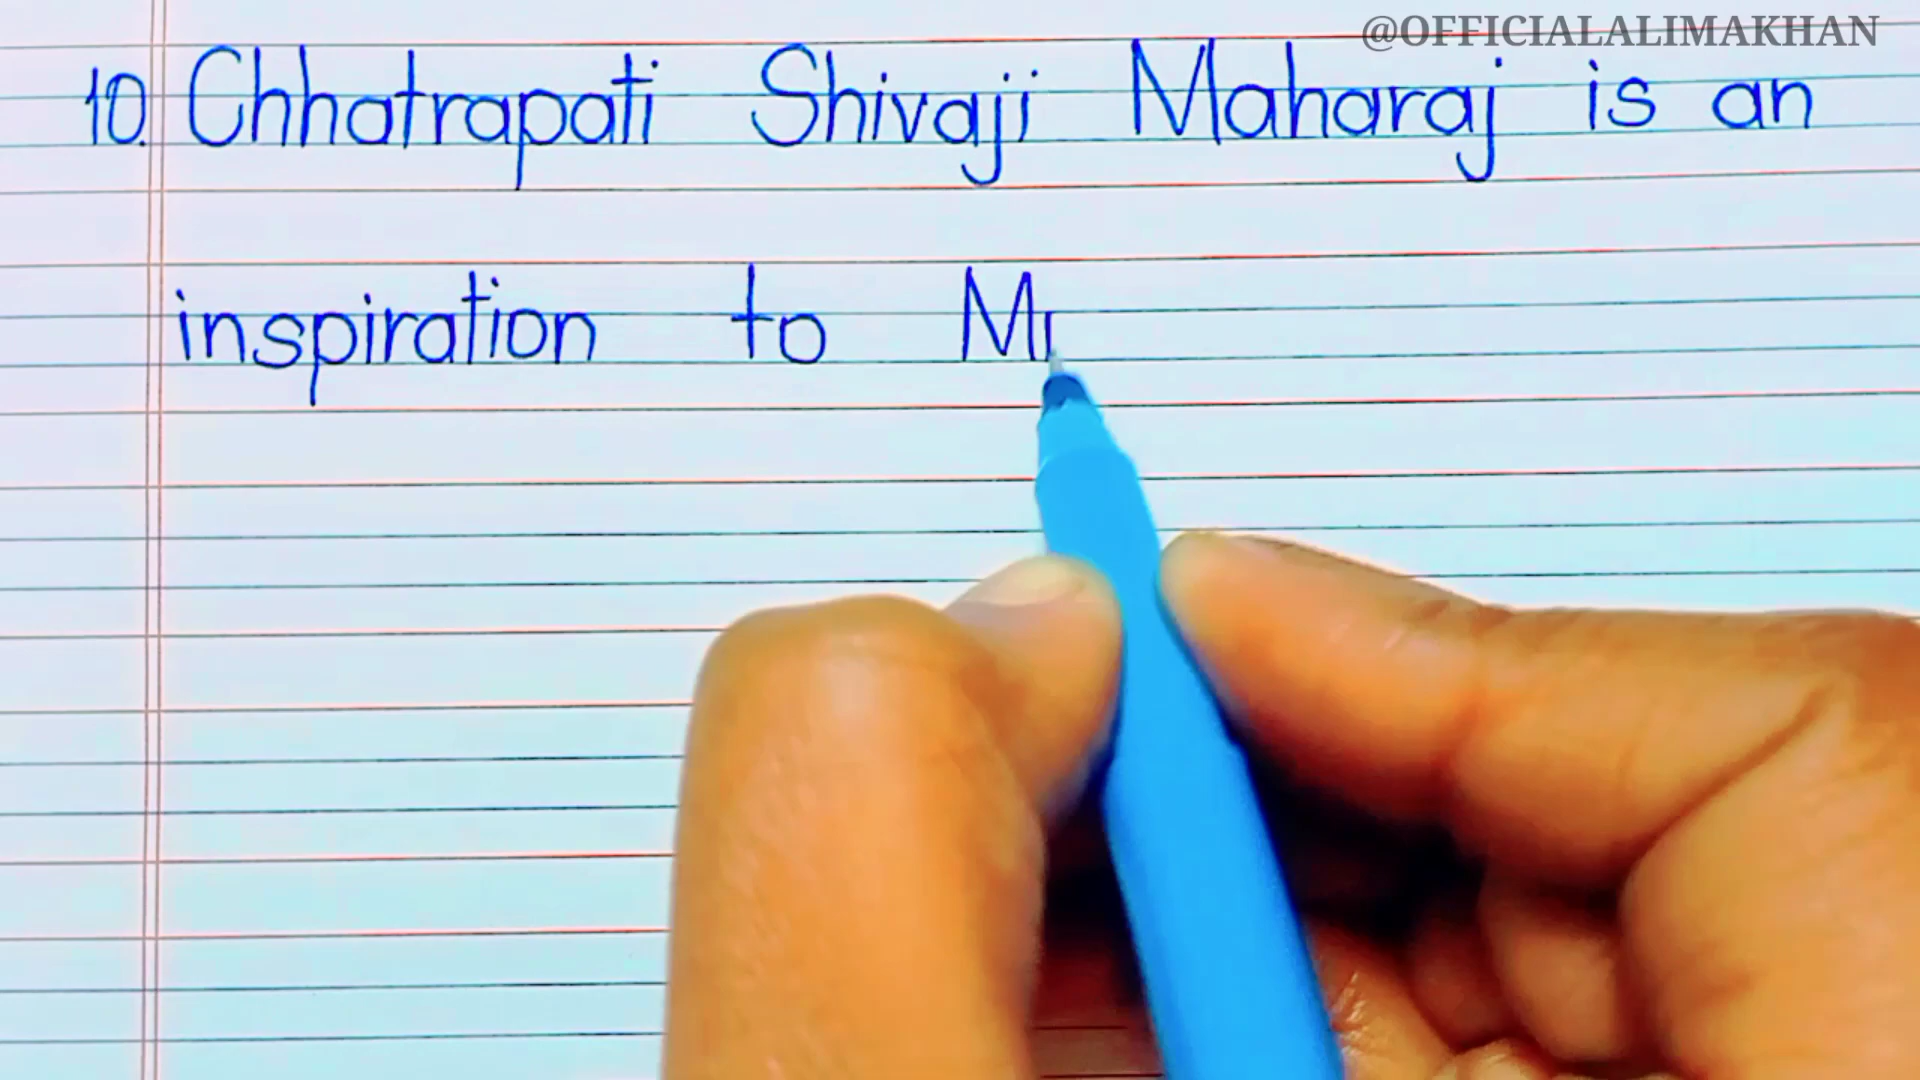 @OFFICIALALIMAKHAN
10. Chhatrapati Shivaji Maharaj is an
inspiration to